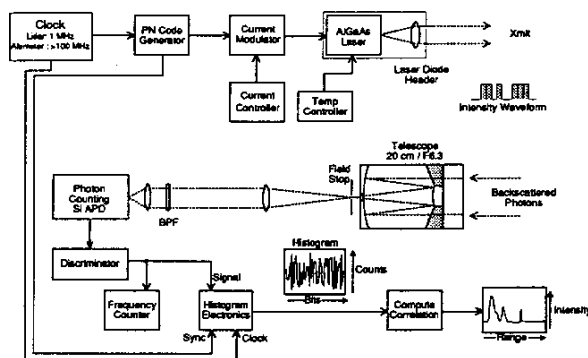 Clock
Lidar 1 MHz
Altimeter : >100 MHz
PN Code
Generator
Current
Modulator
AlGaAs
Laser
Xmit
Laser Diode
Header
Current
Controller
Temp
Controller
Intensity Waveform
Telescope
20 cm / F6.3
Field
Stop
Photon
Counting
Si APD
BPF
Backscattered
Photons
Discriminator
Signal
Histogram
Counts
Bits
Frequency
Counter
Histogram
Electronics
Compute
Correlation
Intensity
Range
Sync
Clock